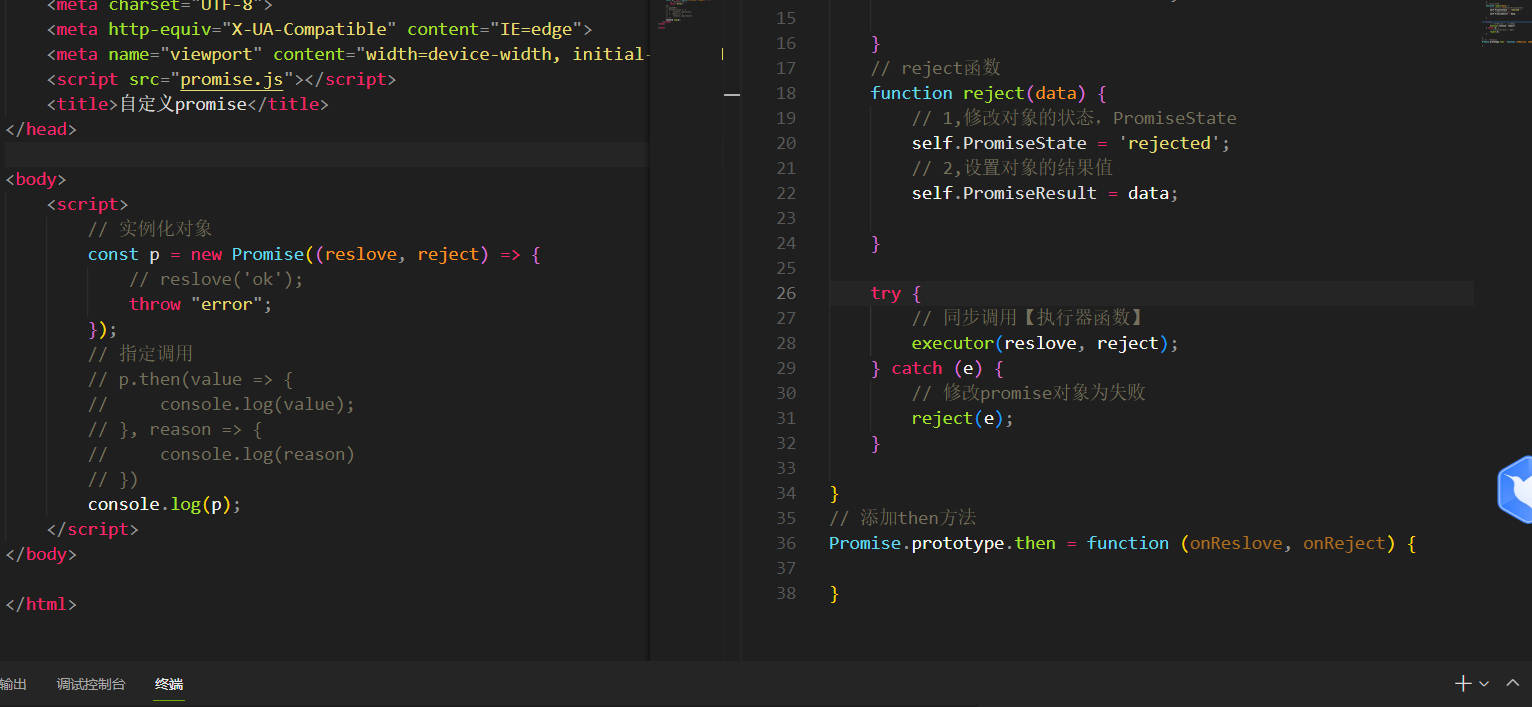 <meta charset="UTF-8">
<meta http-equiv="X-UA-Compatible" content="IE=edge">
<meta name="viewport" content="width=device-width, initial-
<script src="promise.js"></script>
<title>自定义promise</title>
</head>
<body>
<script>
// 实例化对象
const p = new Promise((reslove, reject) => {
// reslove('ok');
throw "error";
});
// 指定调用
// p.then(value => {
//     console.log(value);
// }, reason => {
//     console.log(reason)
// })
console.log(p);
</script>
</body>
</html>
15
16 }
17 // reject函数
18 function reject(data) {
19 // 1,修改对象的状态，PromiseState
20 self.PromiseState = 'rejected';
21 // 2,设置对象的结果值
22 self.PromiseResult = data;
23
24 }
25
26 try {
27 // 同步调用【执行器函数】
28 executor(reslove, reject);
29 } catch (e) {
30 // 修改promise对象为失败
31 reject(e);
32 }
33
34 }
35 // 添加then方法
36 Promise.prototype.then = function (onReslove, onReject) {
37
38 }
输出 调试控制台 终端